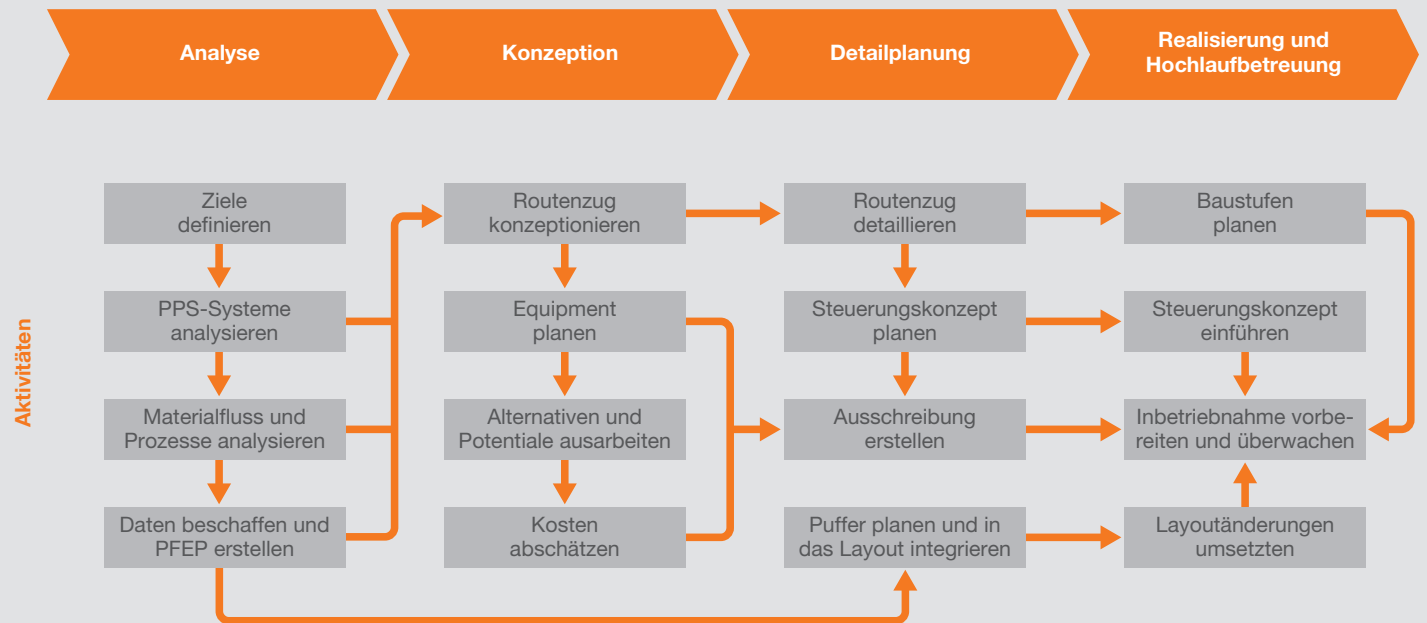 Analyse
Konzeption
Detailplanung
Realisierung und
Hochlaufbetreuung
Aktivitäten
Ziele
definieren
PPS-Systeme
analysieren
Materialfluss und
Prozesse analysieren
Daten beschaffen und
PFEP erstellen
Routenzug
konzeptionieren
Equipment
planen
Alternativen und
Potentiale ausarbeiten
Kosten
abschätzen
Routenzug
detaillieren
Steuerungskonzept
planen
Ausschreibung
erstellen
Puffer planen und in
das Layout integrieren
Baustufen
planen
Steuerungskonzept
einführen
Inbetriebnahme vorbe-
reiten und überwachen
Layoutänderungen
umsetzten